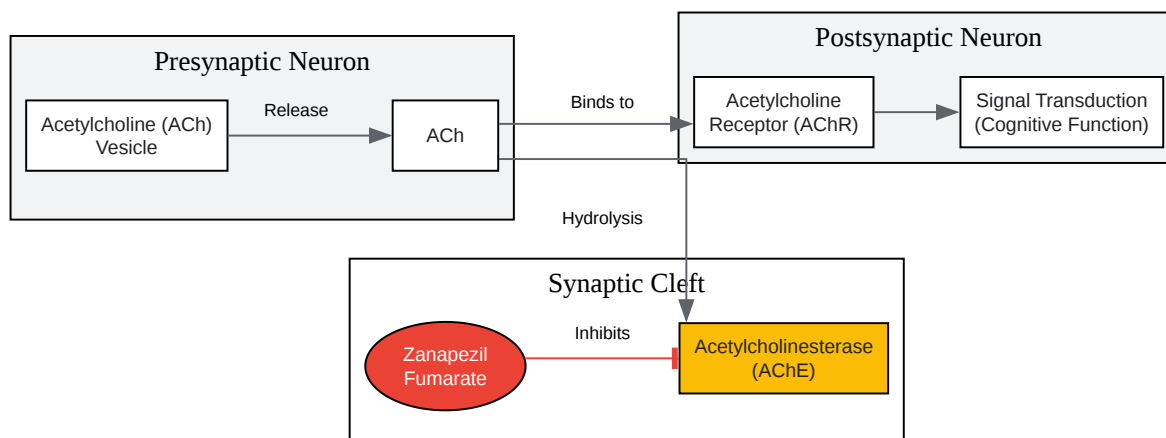 Presynaptic Neuron
Acetylcholine (ACh)
Vesicle
Release
ACh
Binds to
Postsynaptic Neuron
Acetylcholine
Receptor (AChR)
Signal Transduction
(Cognitive Function)
Hydrolysis
Synaptic Cleft
Zanapezil
Fumarate
Inhibits
Acetylcholinesterase
(AChE)